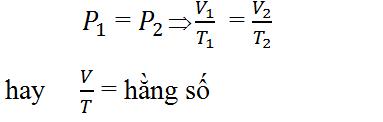 P₁ = P₂ ⇒ V₁/T₁ = V₂/T₂
hay V/T = hằng số